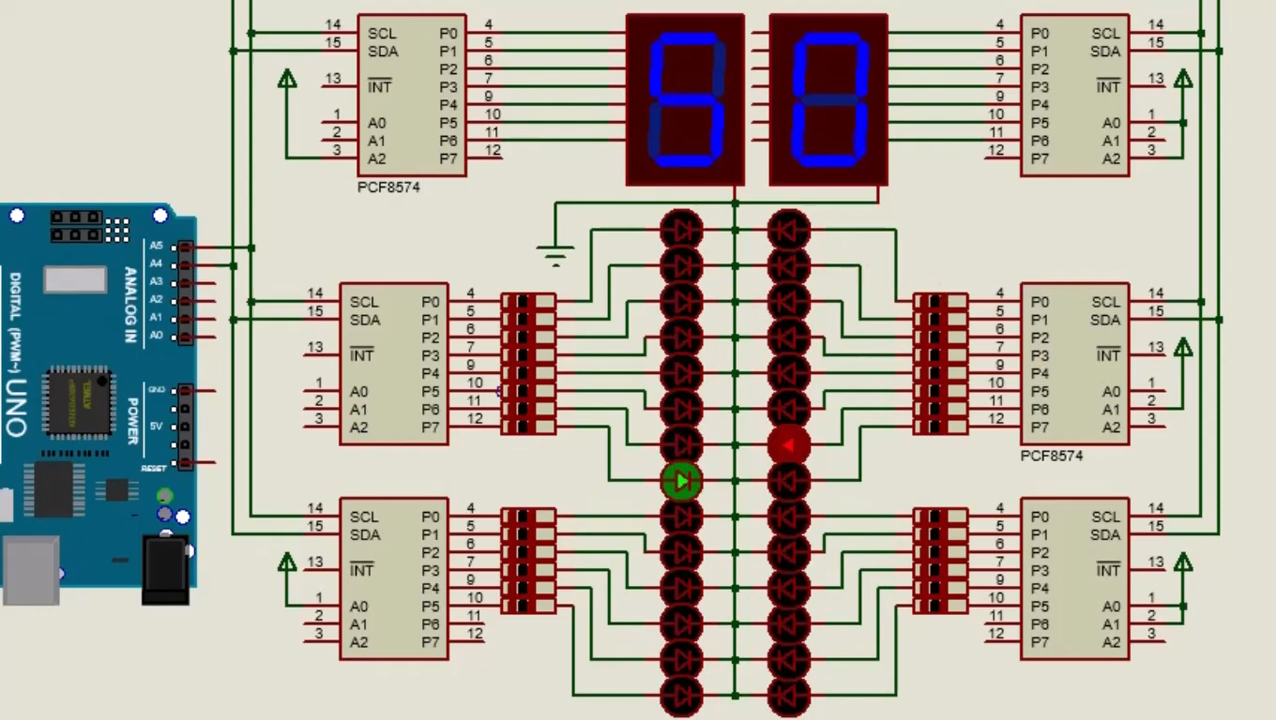 14 SCL P0 4
15 SDA P1 5
P2 6
13 INT P3 7
P4 9
1 A0 P5 10
2 A1 P6 11
3 A2 P7 12
PCF8574
4 P0 SCL 14
5 P1 SDA 15
6 P2
7 P3 INT 13
9 P4
10 P5 A0 1
11 P6 A1 2
12 P7 A2 3
A5
A4
A3
A2
A1
A0
ANALOG IN
DIGITAL (PWM~)
UNO
ATMEL
GND
5V
POWER
RESET
14 SCL P0 4
15 SDA P1 5
P2 6
13 INT P3 7
P4 9
1 A0 P5 10
2 A1 P6 11
3 A2 P7 12
4 P0 SCL 14
5 P1 SDA 15
6 P2
7 P3 INT 13
9 P4
10 P5 A0 1
11 P6 A1 2
12 P7 A2 3
PCF8574
14 SCL P0 4
15 SDA P1 5
P2 6
13 INT P3 7
P4 9
1 A0 P5 10
2 A1 P6 11
3 A2 P7 12
4 P0 SCL 14
5 P1 SDA 15
6 P2
7 P3 INT 13
9 P4
10 P5 A0 1
11 P6 A1 2
12 P7 A2 3